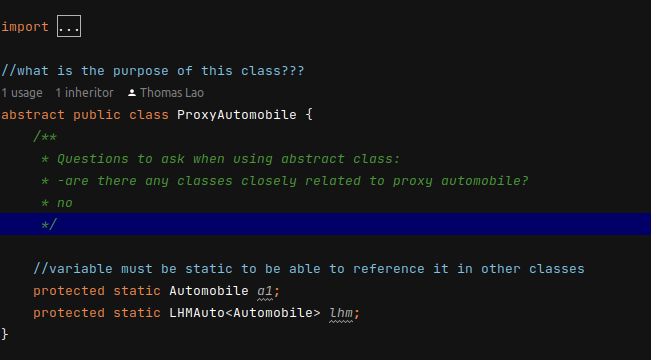 import ...
//what is the purpose of this class???
1 usage 1 inheritor Thomas Lao
abstract public class ProxyAutomobile {
/**
* Questions to ask when using abstract class:
* -are there any classes closely related to proxy automobile?
* no
*/
//variable must be static to be able to reference it in other classes
protected static Automobile a1;
protected static LHMAuto<Automobile> lhm;
}